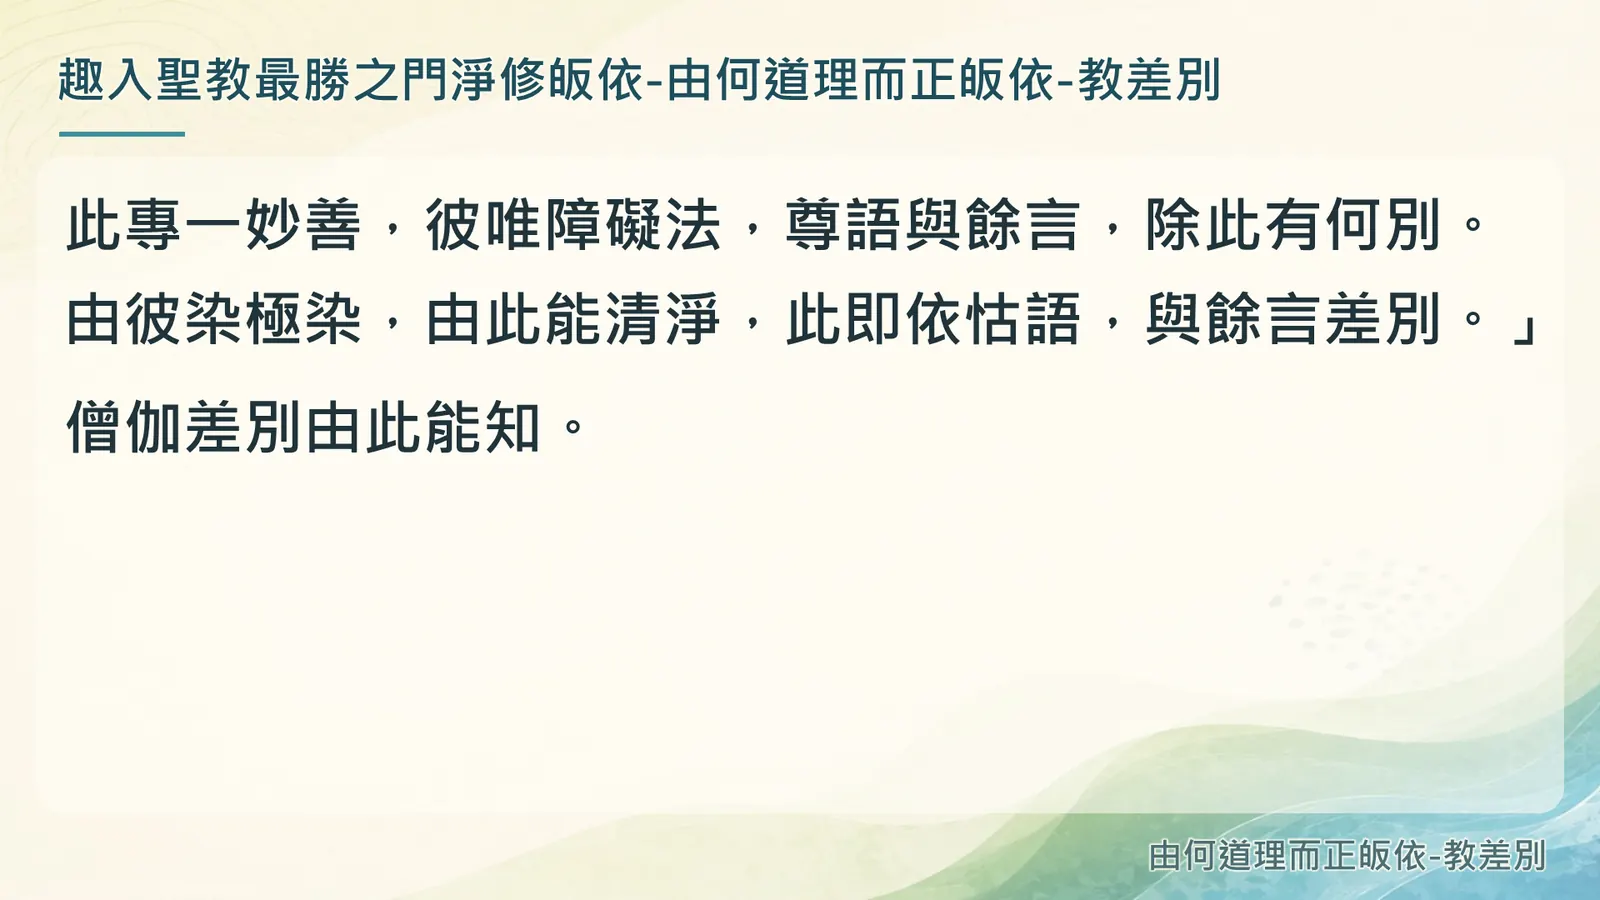 趣入聖教最勝之門淨修皈依-由何道理而正皈依-教差別
此專一妙善，彼唯障礙法，尊語與餘言，除此有何別。
由彼染極染，由此能清淨，此即依怙語，與餘言差別。」
僧伽差別由此能知。
由何道理而正皈依-教差別